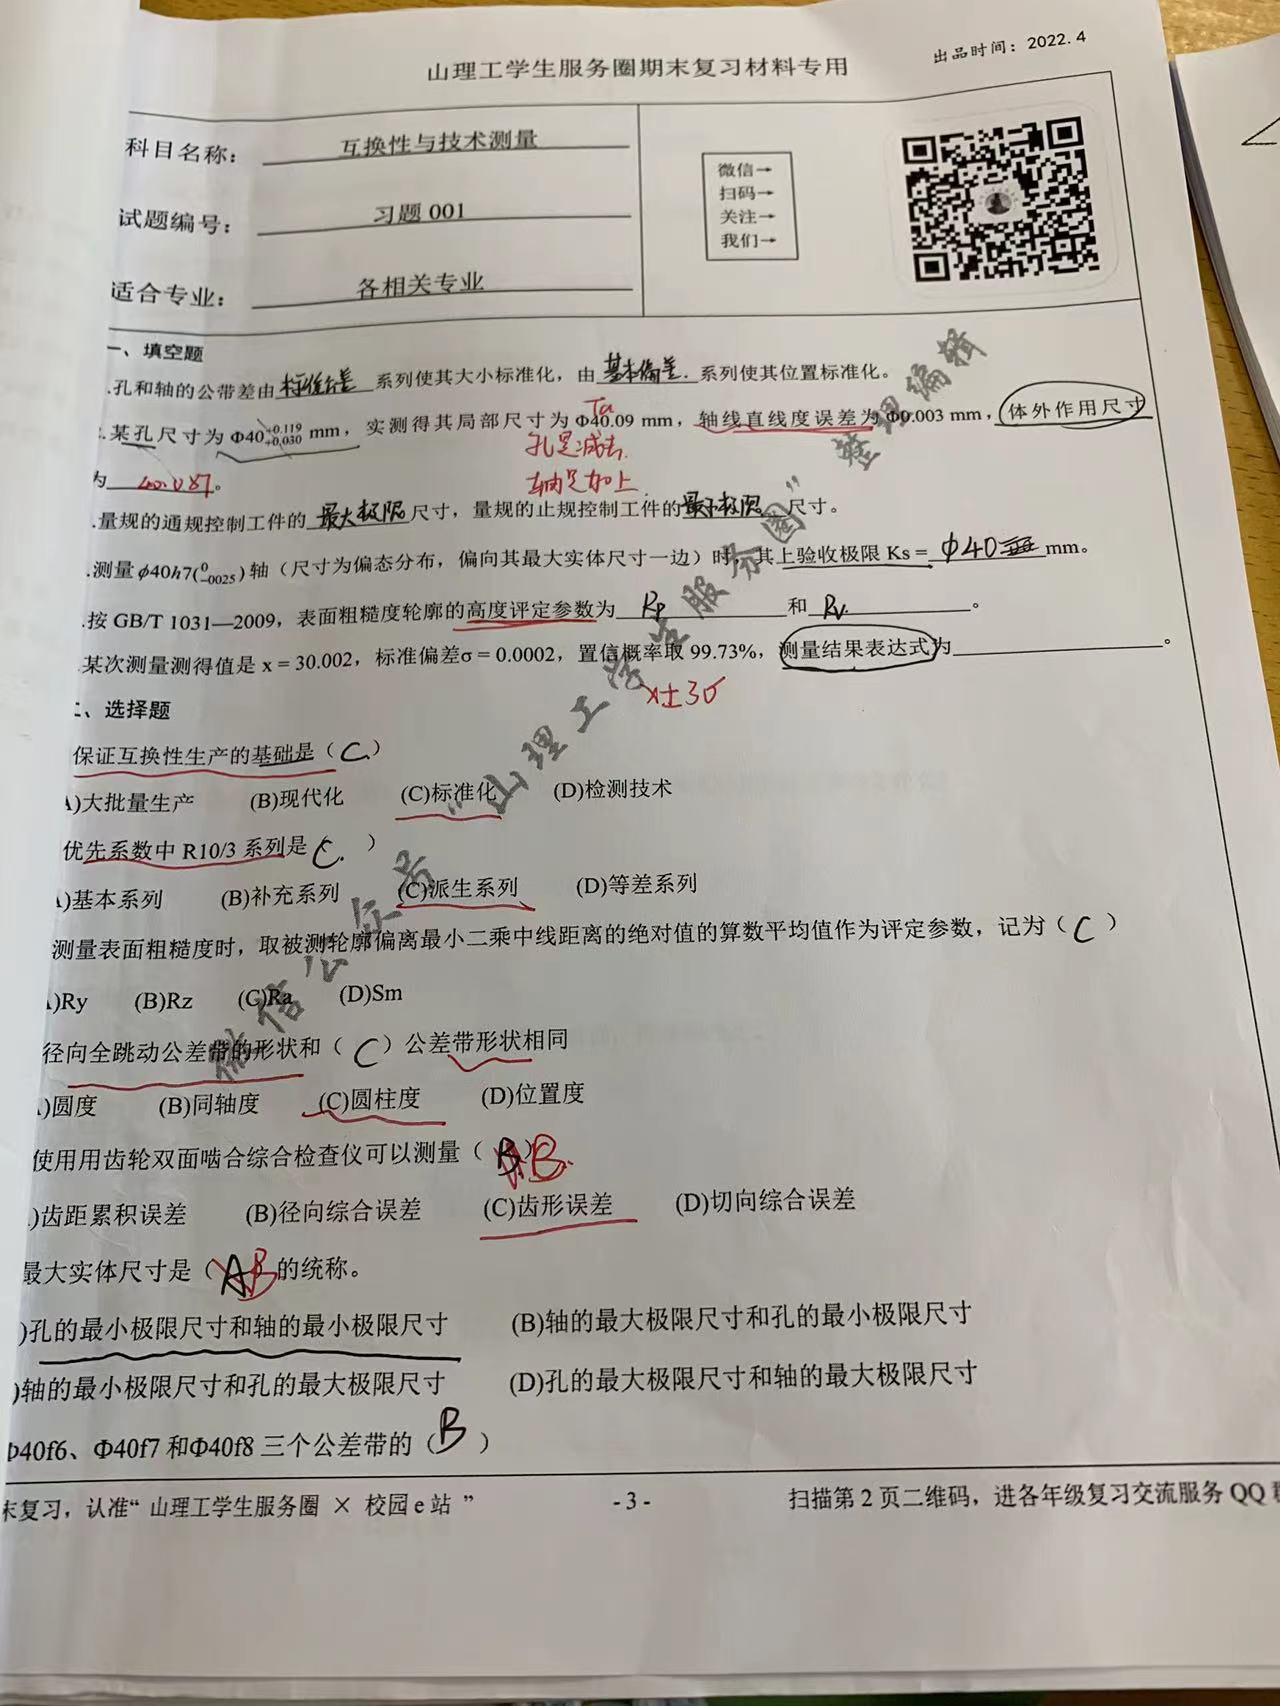 出品时间：2022.4
山理工学生服务圈期末复习材料专用
科目名称： 互换性与技术测量
试题编号： 习题 001
适合专业： 各相关专业
微信→
扫码→
关注→
我们→
一、填空题
.孔和轴的公带差由 标准公差 系列使其大小标准化，由 基本偏差. 系列使其位置标准化。
Ta
.某孔尺寸为 Φ40+0.119+0.030 mm，实测得其局部尺寸为 Φ40.09 mm，轴线直线度误差为 Φ0.003 mm，体外作用尺寸
孔是减去.
为 40.087 。
轴是加上.
.量规的通规控制工件的 最大极限 尺寸，量规的止规控制工件的 最小极限 尺寸。
.测量 ϕ40h7(0 -0025) 轴（尺寸为偏态分布，偏向其最大实体尺寸一边）时，其上验收极限 Ks = ϕ40 mm。
.按 GB/T 1031—2009，表面粗糙度轮廓的高度评定参数为 Rp 和 Rv 。
.某次测量测得值是 x = 30.002，标准偏差σ = 0.0002，置信概率取 99.73%，测量结果表达式为 。
x±3σ
二、选择题
保证互换性生产的基础是（ C ）
A)大批量生产 (B)现代化 (C)标准化 (D)检测技术
优先系数中 R10/3 系列是（ C. ）
A)基本系列 (B)补充系列 (C)派生系列 (D)等差系列
测量表面粗糙度时，取被测轮廓偏离最小二乘中线距离的绝对值的算数平均值作为评定参数，记为（ C ）
)Ry (B)Rz (C)Ra (D)Sm
径向全跳动公差带的形状和（ C ）公差带形状相同
)圆度 (B)同轴度 (C)圆柱度 (D)位置度
使用用齿轮双面啮合综合检查仪可以测量（ B ） B.
)齿距累积误差 (B)径向综合误差 (C)齿形误差 (D)切向综合误差
最大实体尺寸是（ A B 的统称。
)孔的最小极限尺寸和轴的最小极限尺寸 (B)轴的最大极限尺寸和孔的最小极限尺寸
)轴的最小极限尺寸和孔的最大极限尺寸 (D)孔的最大极限尺寸和轴的最大极限尺寸
Φ40f6、Φ40f7 和Φ40f8 三个公差带的（ B ）
微信公众号“山理工学生服务圈”整理编辑
末复习，认准“ 山理工学生服务圈 × 校园 e 站 ”
- 3 -
扫描第 2 页二维码，进各年级复习交流服务 QQ 群